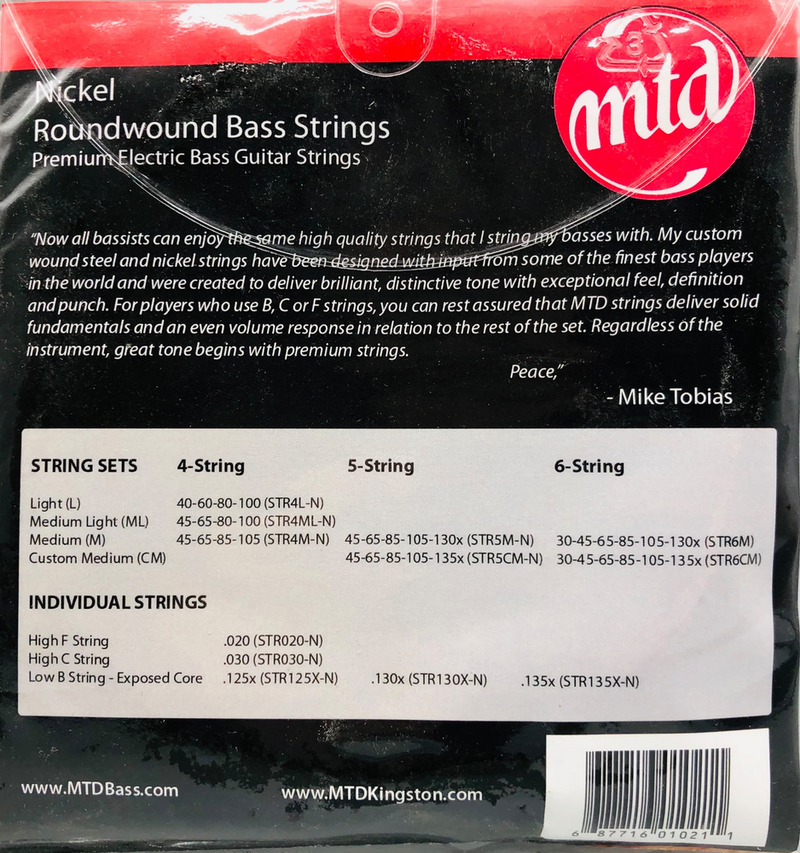 Nickel
Roundwound Bass Strings
Premium Electric Bass Guitar Strings
mtd
“Now all bassists can enjoy the same high quality strings that I string my basses with. My custom
wound steel and nickel strings have been designed with input from some of the finest bass players
in the world and were created to deliver brilliant, distinctive tone with exceptional feel, definition
and punch. For players who use B, C or F strings, you can rest assured that MTD strings deliver solid
fundamentals and an even volume response in relation to the rest of the set. Regardless of the
instrument, great tone begins with premium strings.
Peace,”
- Mike Tobias
STRING SETS 4-String 5-String 6-String
Light (L) 40-60-80-100 (STR4L-N)
Medium Light (ML) 45-65-80-100 (STR4ML-N)
Medium (M) 45-65-85-105 (STR4M-N) 45-65-85-105-130x (STR5M-N) 30-45-65-85-105-130x (STR6M)
Custom Medium (CM) 45-65-85-105-135x (STR5CM-N) 30-45-65-85-105-135x (STR6CM)
INDIVIDUAL STRINGS
High F String .020 (STR020-N)
High C String .030 (STR030-N)
Low B String - Exposed Core .125x (STR125X-N) .130x (STR130X-N) .135x (STR135X-N)
www.MTDBass.com
www.MTDKingston.com
6 87716 01021 1